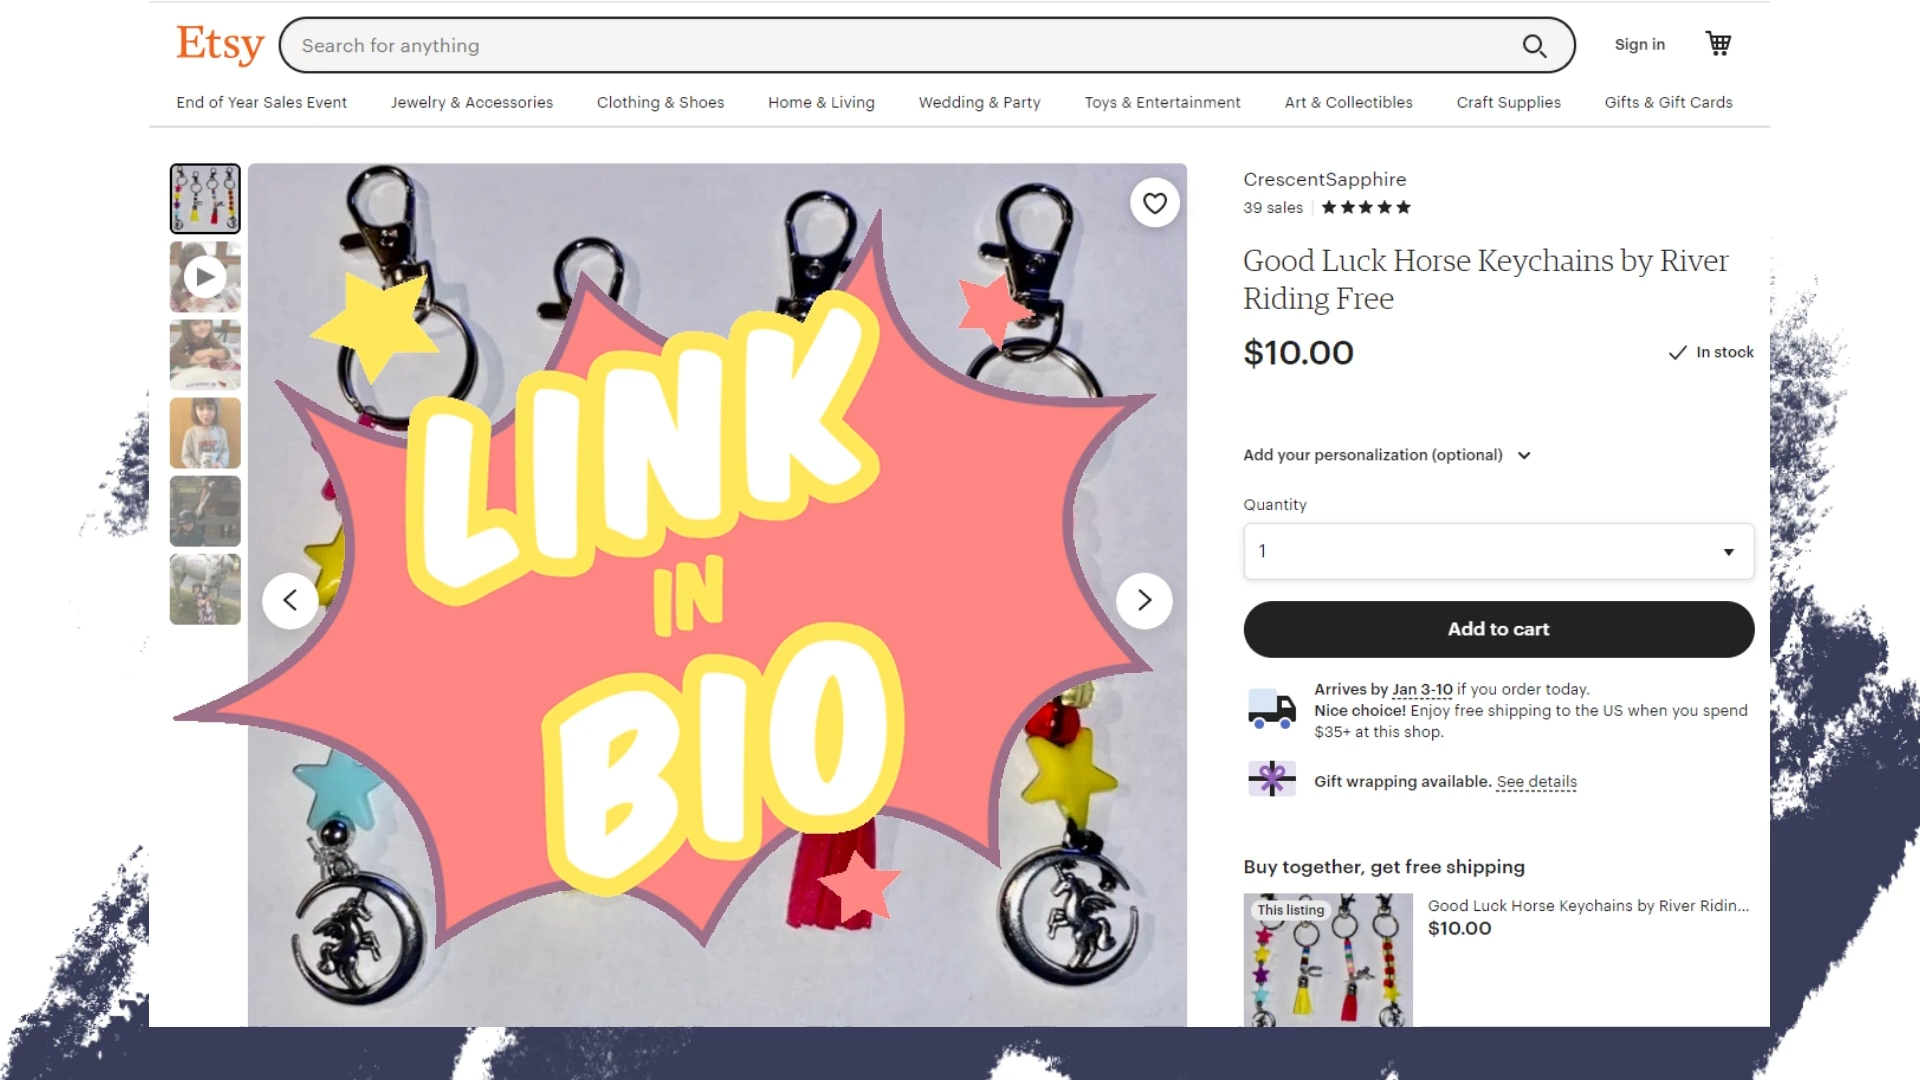 Etsy
Search for anything
Sign in
End of Year Sales Event
Jewelry & Accessories
Clothing & Shoes
Home & Living
Wedding & Party
Toys & Entertainment
Art & Collectibles
Craft Supplies
Gifts & Gift Cards
LINK
IN
BIO
CrescentSapphire
39 sales
Good Luck Horse Keychains by River
Riding Free
$10.00
In stock
Add your personalization (optional)
Quantity
1
Add to cart
Arrives by Jan 3-10 if you order today.
Nice choice! Enjoy free shipping to the US when you spend
$35+ at this shop.
Gift wrapping available. See details
Buy together, get free shipping
This listing
Good Luck Horse Keychains by River Ridin...
$10.00